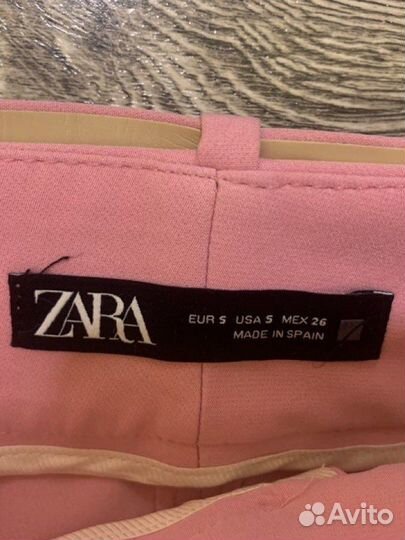 ZARA
EUR S USA S MEX 26
MADE IN SPAIN
Avito